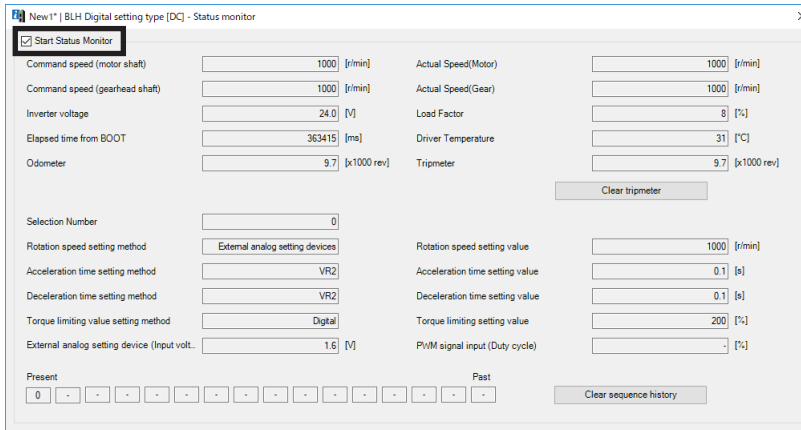 New1* | BLH Digital setting type [DC] - Status monitor
Start Status Monitor
Command speed (motor shaft) 1000 [r/min] Actual Speed(Motor) 1000 [r/min]
Command speed (gearhead shaft) 1000 [r/min] Actual Speed(Gear) 1000 [r/min]
Inverter voltage 24.0 [V] Load Factor 8 [%]
Elapsed time from BOOT 363415 [ms] Driver Temperature 31 [°C]
Odometer 9.7 [x1000 rev] Tripmeter 9.7 [x1000 rev]
Clear tripmeter
Selection Number 0
Rotation speed setting method External analog setting devices Rotation speed setting value 1000 [r/min]
Acceleration time setting method VR2 Acceleration time setting value 0.1 [s]
Deceleration time setting method VR2 Deceleration time setting value 0.1 [s]
Torque limiting value setting method Digital Torque limiting setting value 200 [%]
External analog setting device (Input volt... 1.6 [V] PWM signal input (Duty cycle) - [%]
Present Past
0 - - - - - - - - - - - - - - - Clear sequence history